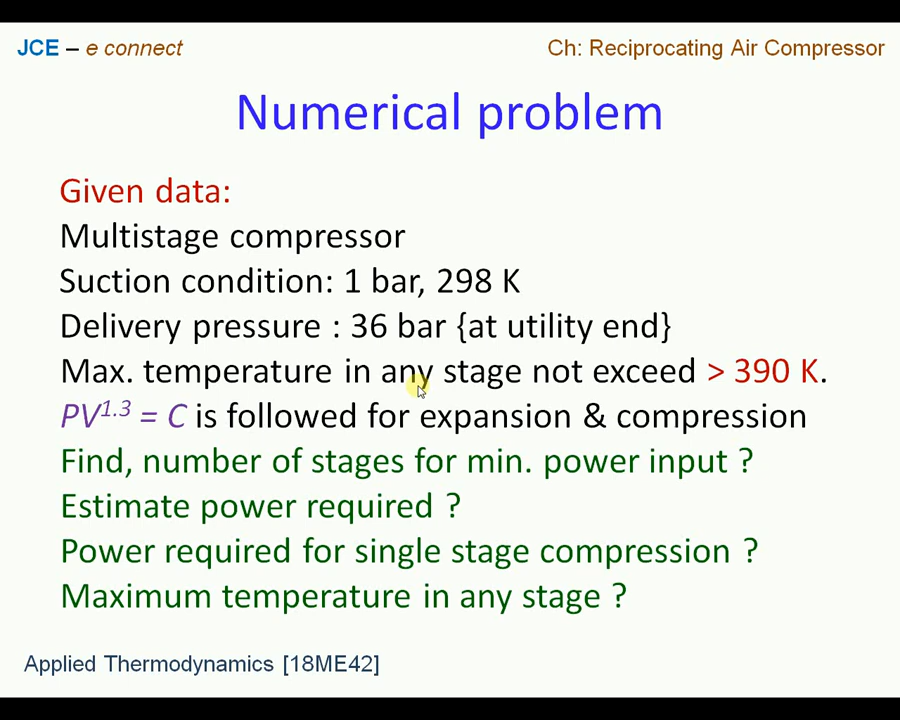 JCE – e connect
Ch: Reciprocating Air Compressor
Numerical problem
Given data:
Multistage compressor
Suction condition: 1 bar, 298 K
Delivery pressure : 36 bar {at utility end}
Max. temperature in any stage not exceed > 390 K.
PV^1.3 = C is followed for expansion & compression
Find, number of stages for min. power input ?
Estimate power required ?
Power required for single stage compression ?
Maximum temperature in any stage ?
Applied Thermodynamics [18ME42]